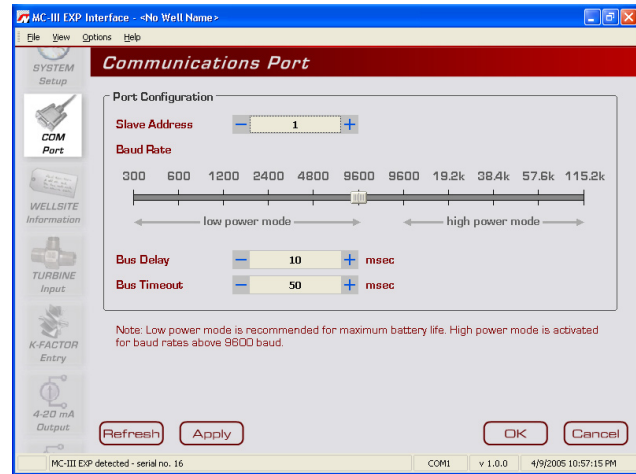 MC-III EXP Interface - <No Well Name>
File View Options Help
SYSTEM
Setup
COM
Port
WELLSITE
Information
TURBINE
Input
K-FACTOR
Entry
4-20 mA
Output
Communications Port
Port Configuration
Slave Address − 1 +
Baud Rate
300 600 1200 2400 4800 9600 9600 19.2k 38.4k 57.6k 115.2k
low power mode high power mode
Bus Delay − 10 + msec
Bus Timeout − 50 + msec
Note: Low power mode is recommended for maximum battery life. High power mode is activated
for baud rates above 9600 baud.
Refresh Apply OK Cancel
MC-III EXP detected - serial no. 16 COM1 v 1.0.0 4/9/2005 10:57:15 PM